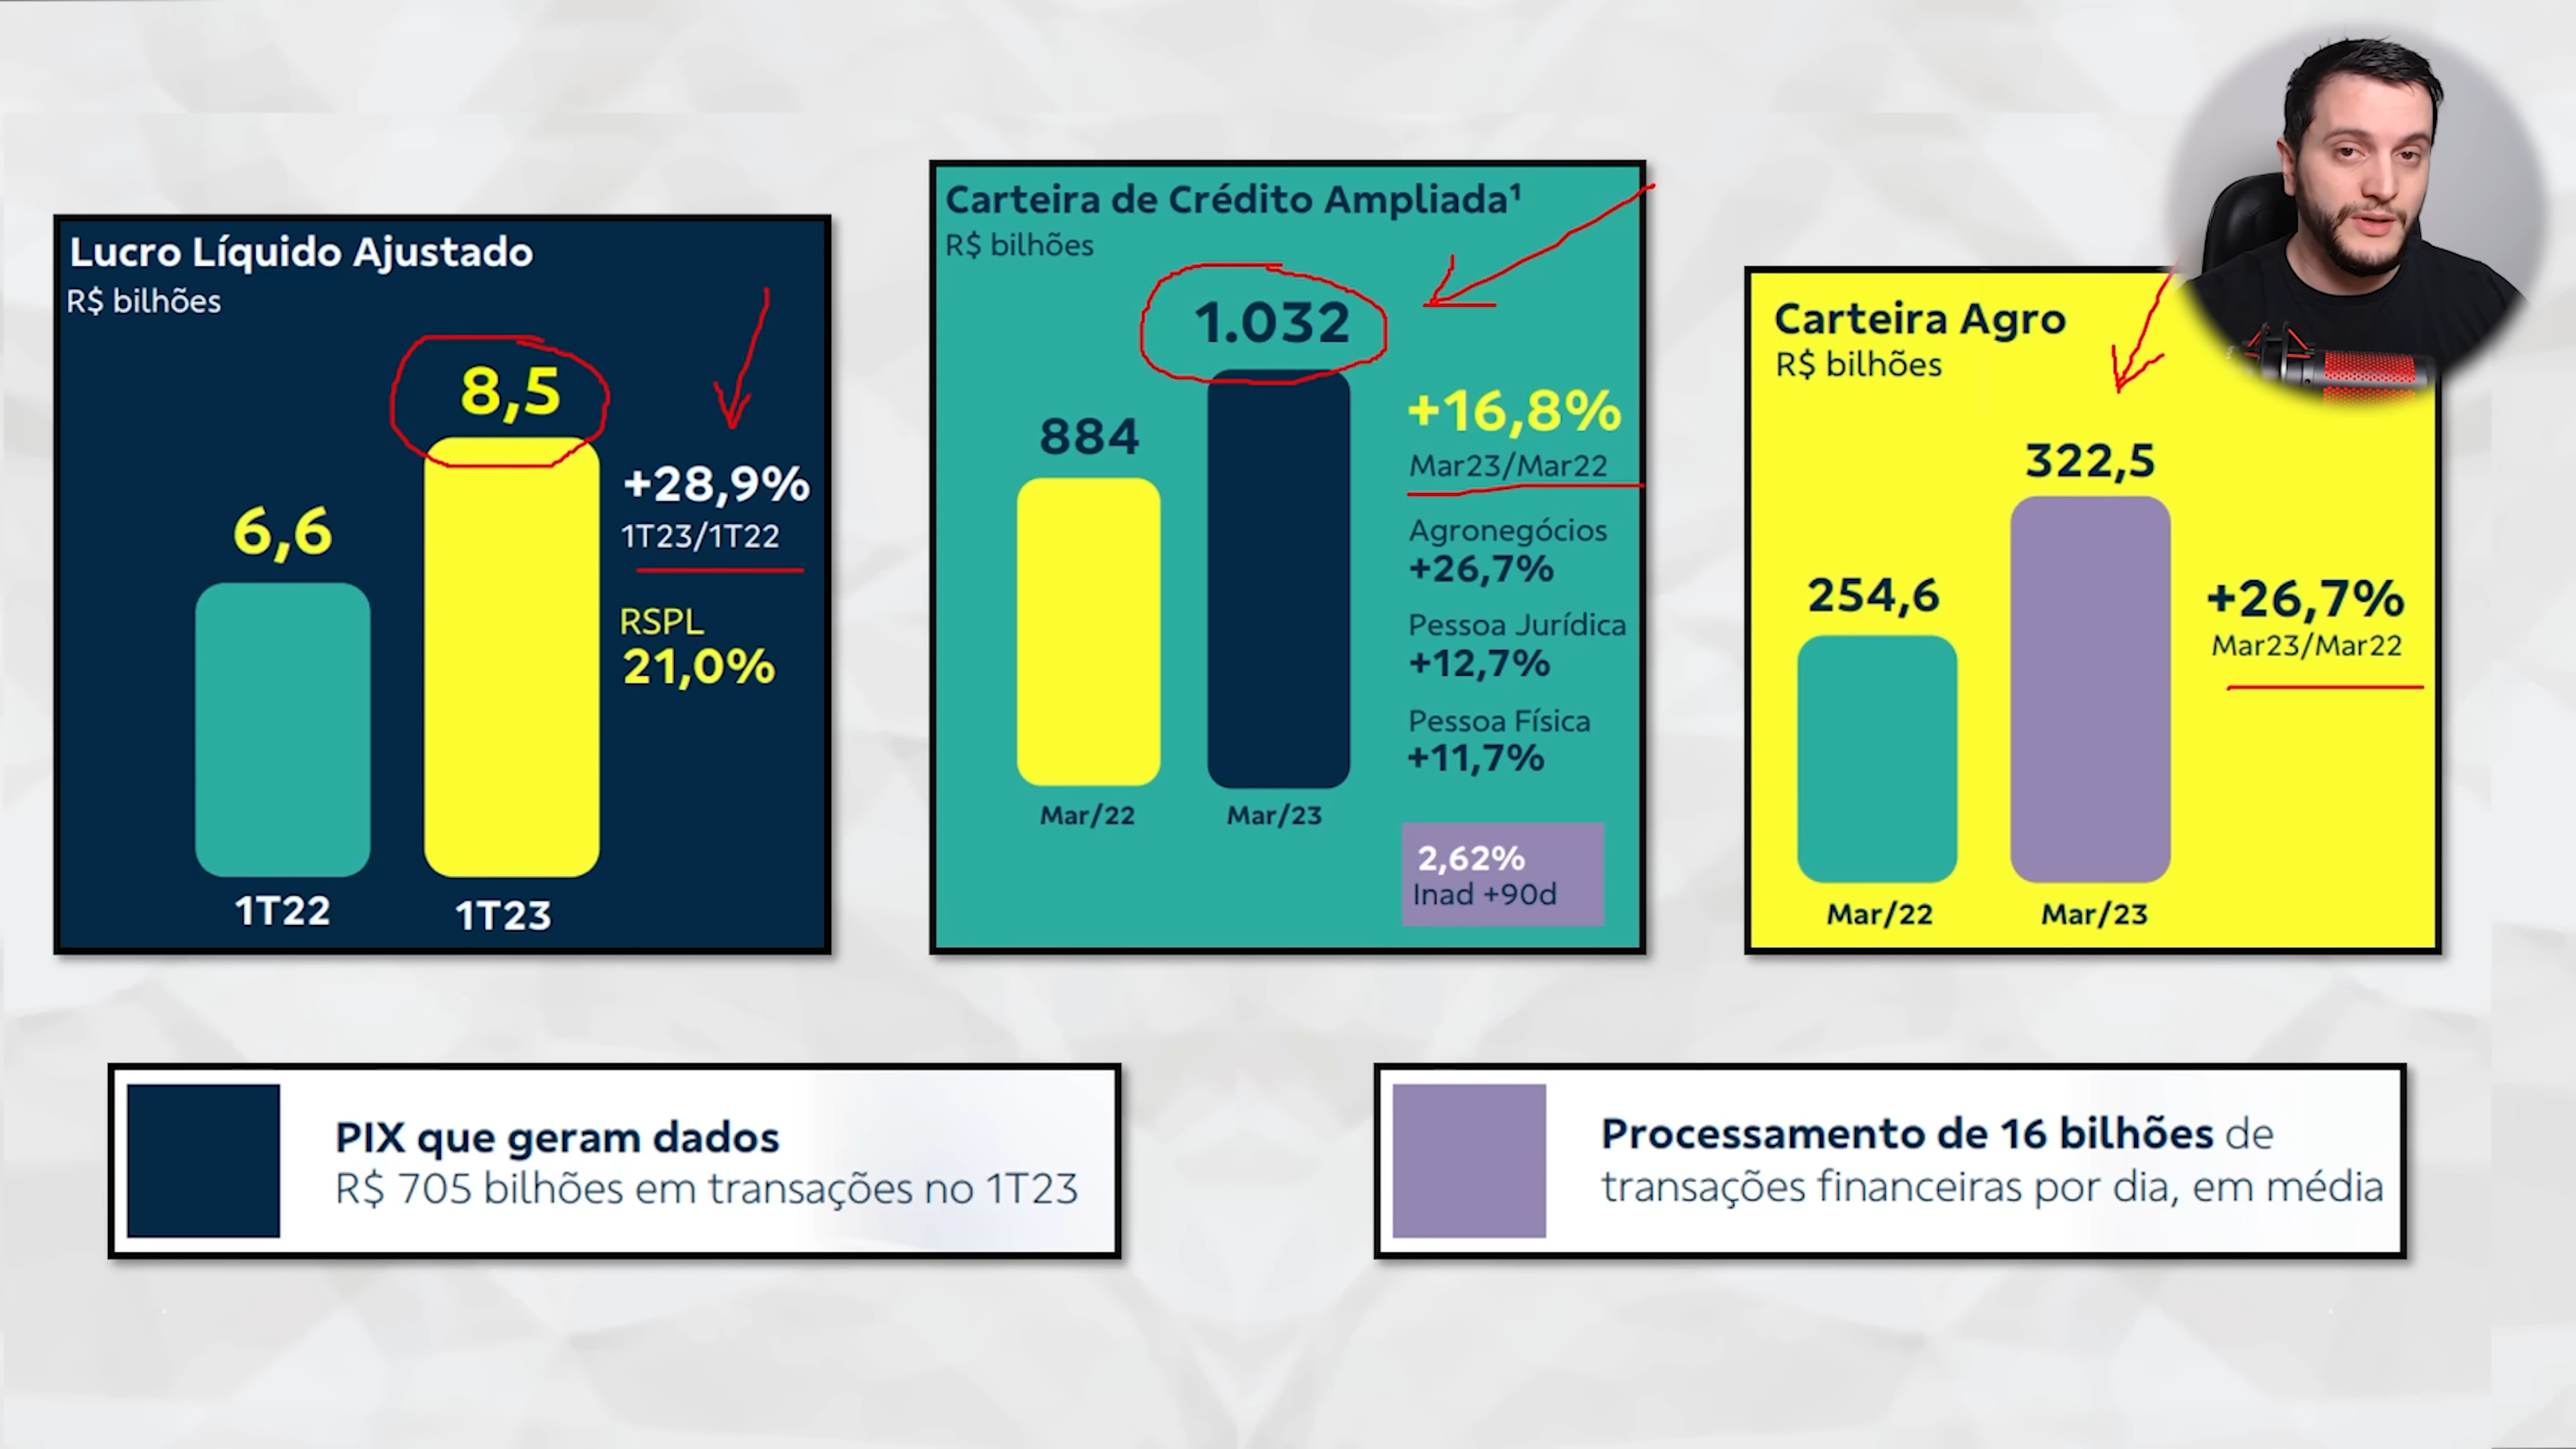 Lucro Líquido Ajustado
R$ bilhões
8,5
6,6
+28,9%
1T23/1T22
RSPL
21,0%
1T22
1T23
Carteira de Crédito Ampliada¹
R$ bilhões
1.032
884
+16,8%
Mar23/Mar22
Agronegócios
+26,7%
Pessoa Jurídica
+12,7%
Pessoa Física
+11,7%
Mar/22
Mar/23
2,62%
Inad +90d
Carteira Agro
R$ bilhões
322,5
254,6
+26,7%
Mar23/Mar22
Mar/22
Mar/23
PIX que geram dados
R$ 705 bilhões em transações no 1T23
Processamento de 16 bilhões de
transações financeiras por dia, em média